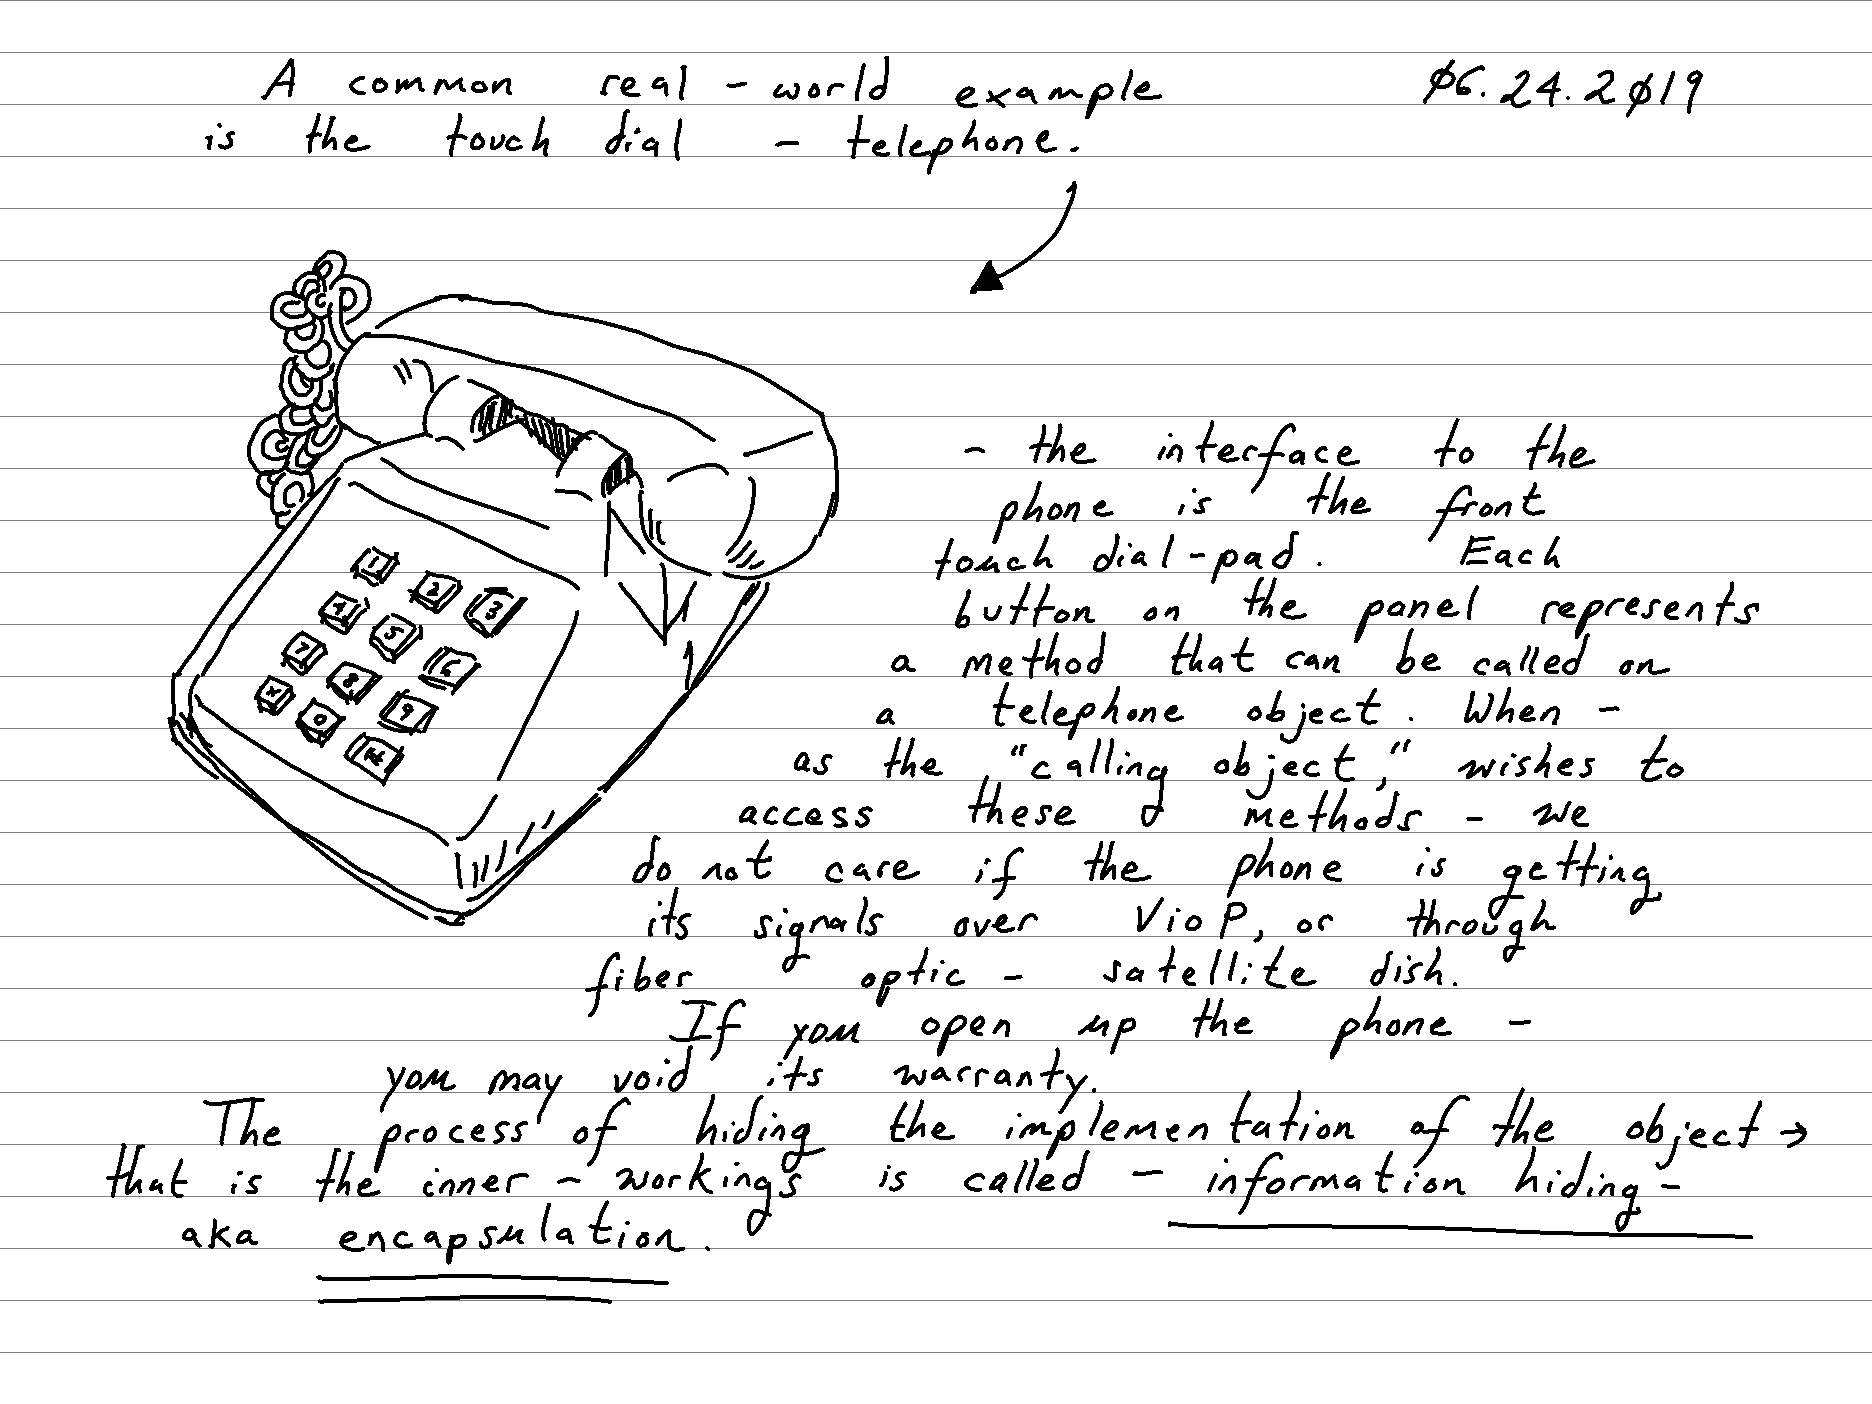 A common real - world example
Ø6.24.2Ø19
is the touch dial - telephone.
1
2
3
4
5
6
7
8
9
*
0
#
- the interface to the
phone is the front
touch dial-pad. Each
button on the panel represents
a method that can be called on
a telephone object. When -
as the "calling object," wishes to
access these methods - we
do not care if the phone is getting
its signals over VioP, or through
fiber optic - satellite dish.
If you open up the phone -
you may void its warranty.
The process of hiding the implementation of the object →
that is the inner - workings is called - information hiding -
aka encapsulation.